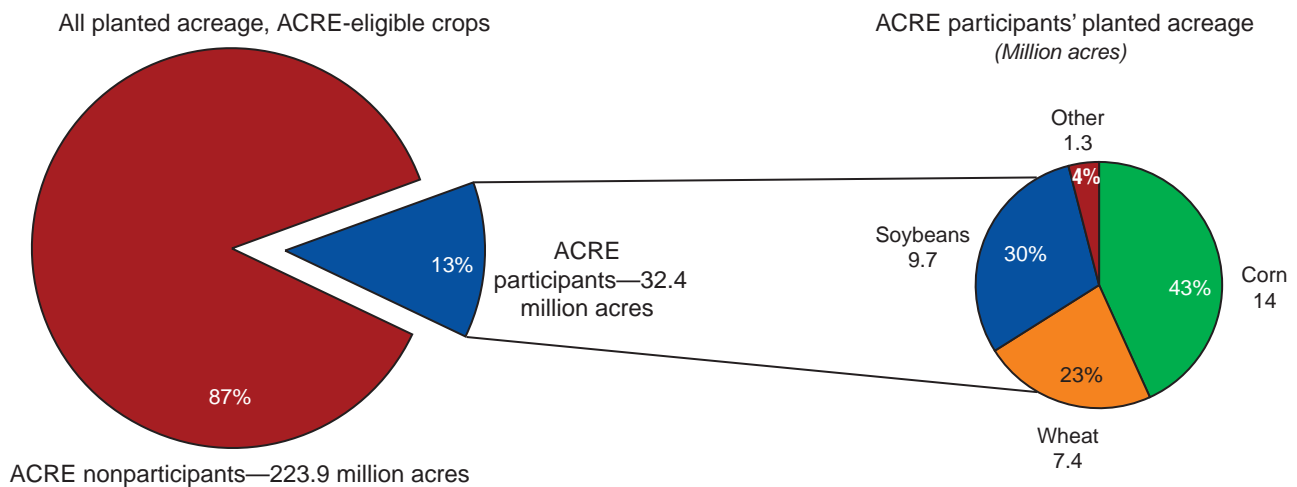 All planted acreage, ACRE-eligible crops
87%
13%
ACRE
participants—32.4
million acres
ACRE nonparticipants—223.9 million acres
ACRE participants’ planted acreage
(Million acres)
Other
1.3
4%
Soybeans
9.7
30%
43%
Corn
14
23%
Wheat
7.4